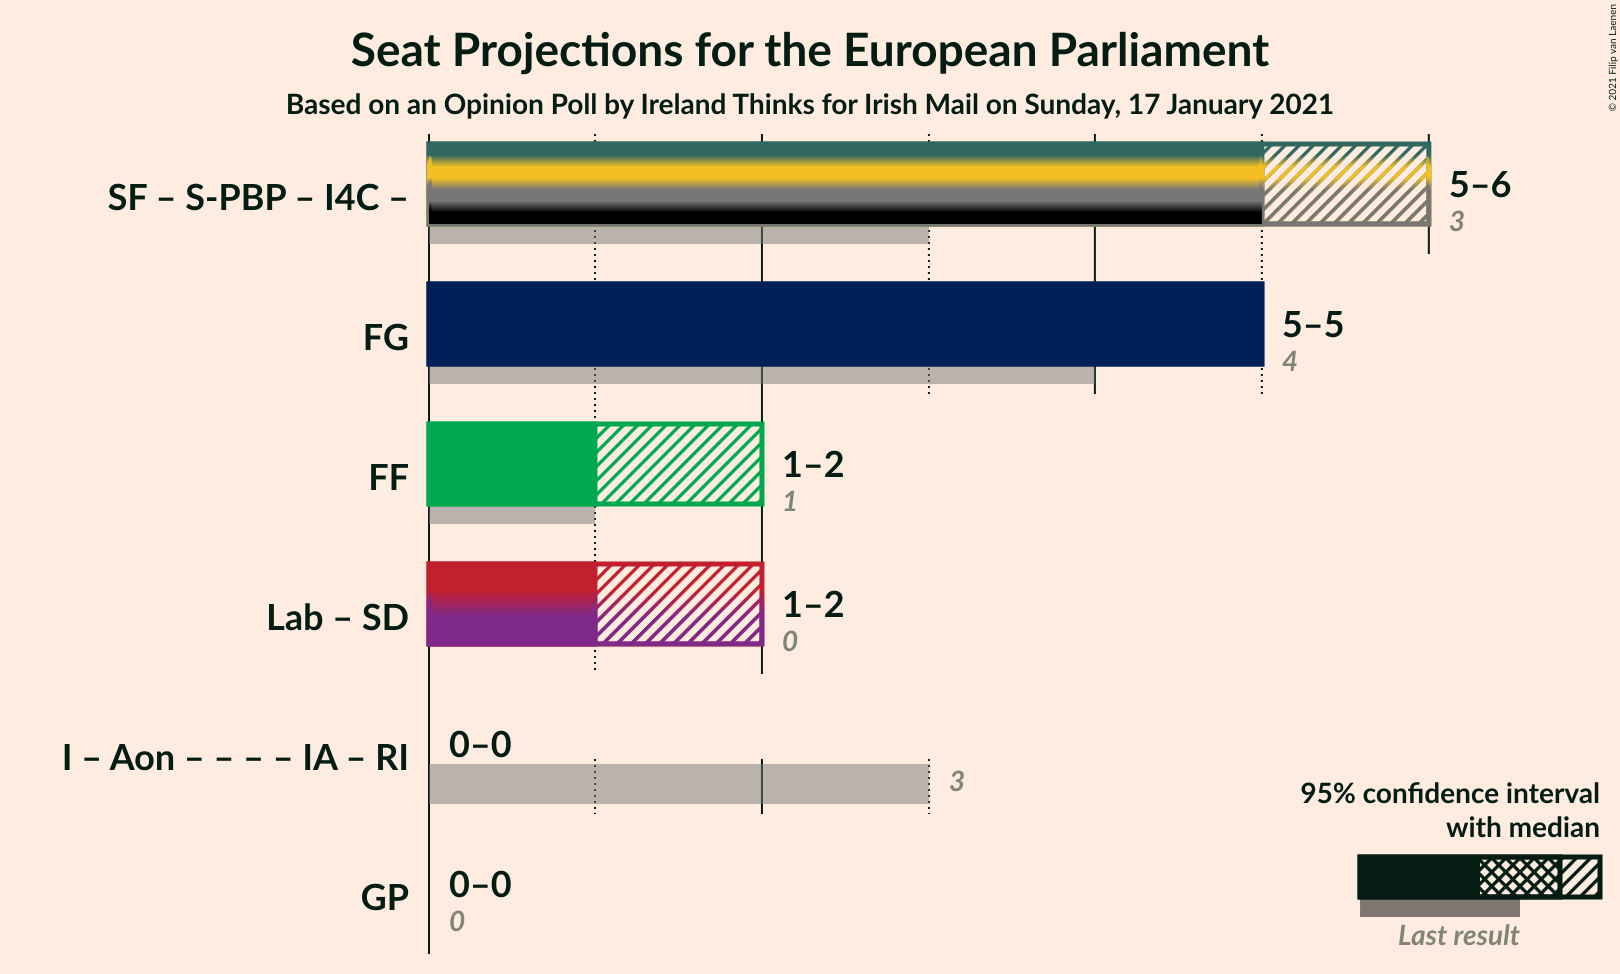 Seat Projections for the European Parliament
Based on an Opinion Poll by Ireland Thinks for Irish Mail on Sunday, 17 January 2021
© 2021 Filip van Laenen
SF – S-PBP – I4C –
5–6
3
FG
5–5
4
FF
1–2
1
Lab – SD
1–2
0
I – Aon – – – – IA – RI
0–0
3
GP
0–0
0
95% confidence interval
with median
Last result